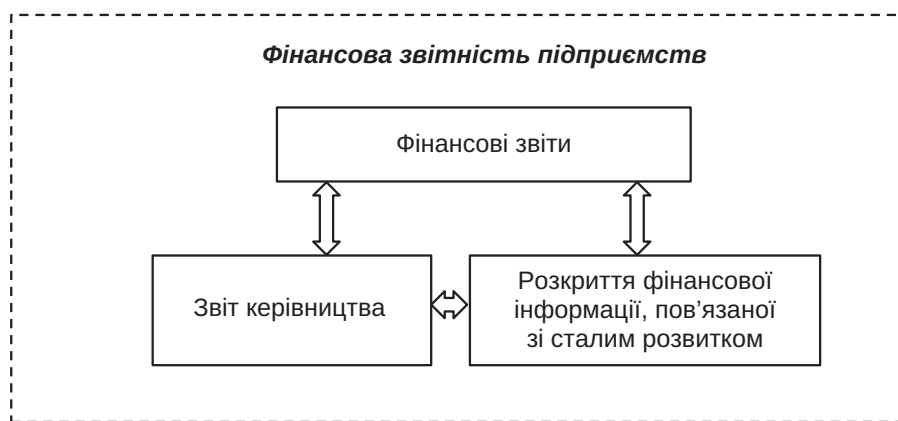 Фінансова звітність підприємств
Фінансові звіти
Звіт керівництва
Розкриття фінансової
інформації, пов’язаної
зі сталим розвитком